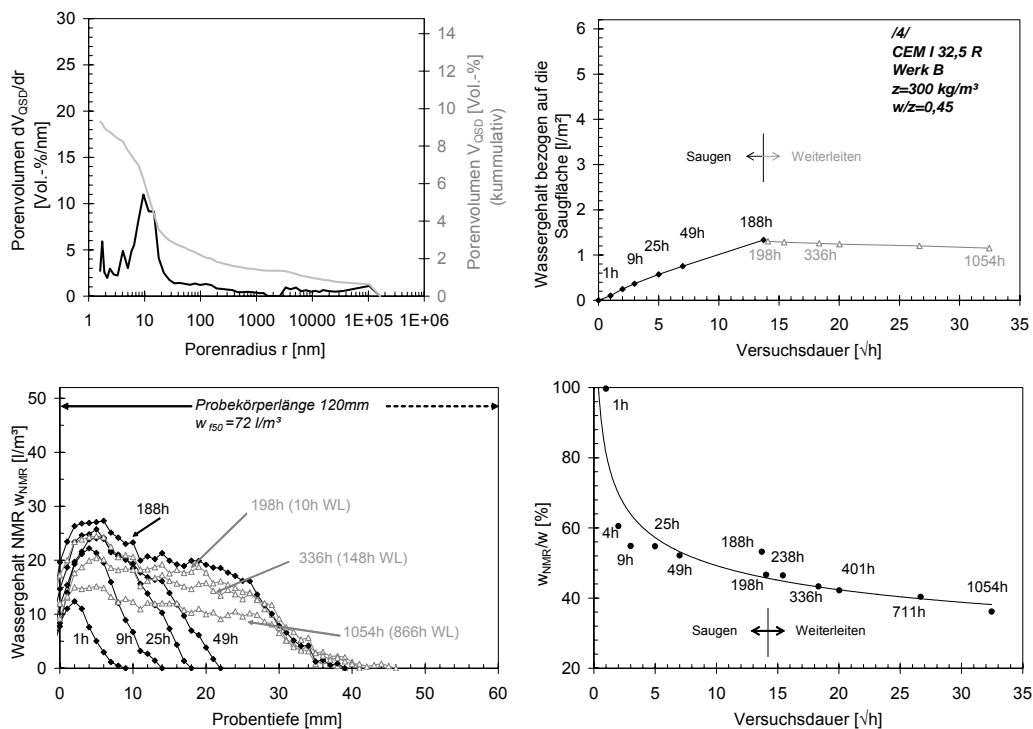 Porenvolumen dV_QSD/dr
[Vol.-%/nm]
30
25
20
15
10
5
0
1
10
100
1000
10000
1E+05
1E+06
Porenradius r [nm]
14
12
10
8
6
4
2
0
Porenvolumen V_QSD [Vol.-%]
(kummulativ)
Wassergehalt bezogen auf die
Saugfläche [l/m²]
6
5
4
3
2
1
0
/4/
CEM I 32,5 R
Werk B
z=300 kg/m³
w/z=0,45
Saugen
Weiterleiten
1h
9h
25h
49h
188h
198h
336h
1054h
0
5
10
15
20
25
30
35
Versuchsdauer [√h]
Wassergehalt NMR w_NMR [l/m³]
50
40
30
20
10
0
Probekörperlänge 120mm
w_f50 =72 l/m³
188h
198h (10h WL)
336h (148h WL)
1054h (866h WL)
1h
9h
25h
49h
0
10
20
30
40
50
60
Probentiefe [mm]
w_NMR/w [%]
100
80
60
40
20
1h
4h
9h
25h
49h
188h
198h
238h
336h
401h
711h
1054h
Saugen
Weiterleiten
0
5
10
15
20
25
30
35
Versuchsdauer [√h]